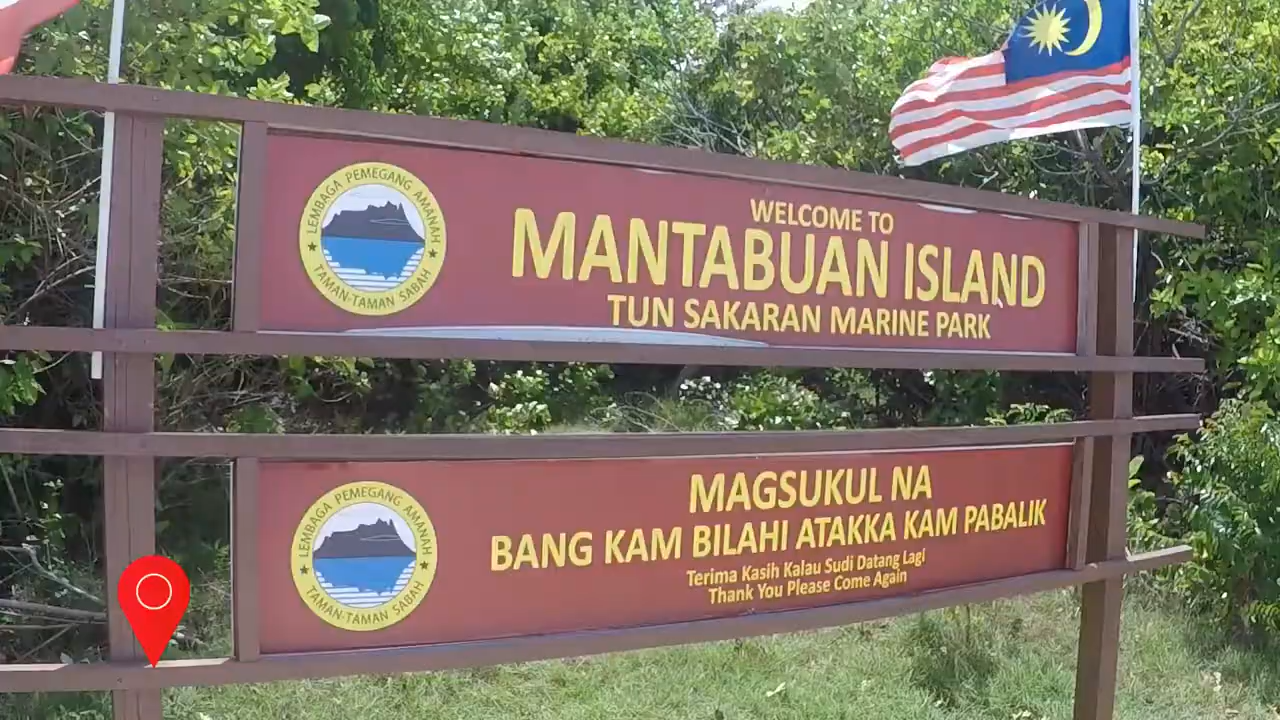 LEMBAGA PEMEGANG AMANAH
TAMAN-TAMAN SABAH
WELCOME TO
MANTABUAN ISLAND
TUN SAKARAN MARINE PARK
LEMBAGA PEMEGANG AMANAH
TAMAN-TAMAN SABAH
MAGSUKUL NA
BANG KAM BILAHI ATAKKA KAM PABALIK
Terima Kasih Kalau Sudi Datang Lagi
Thank You Please Come Again